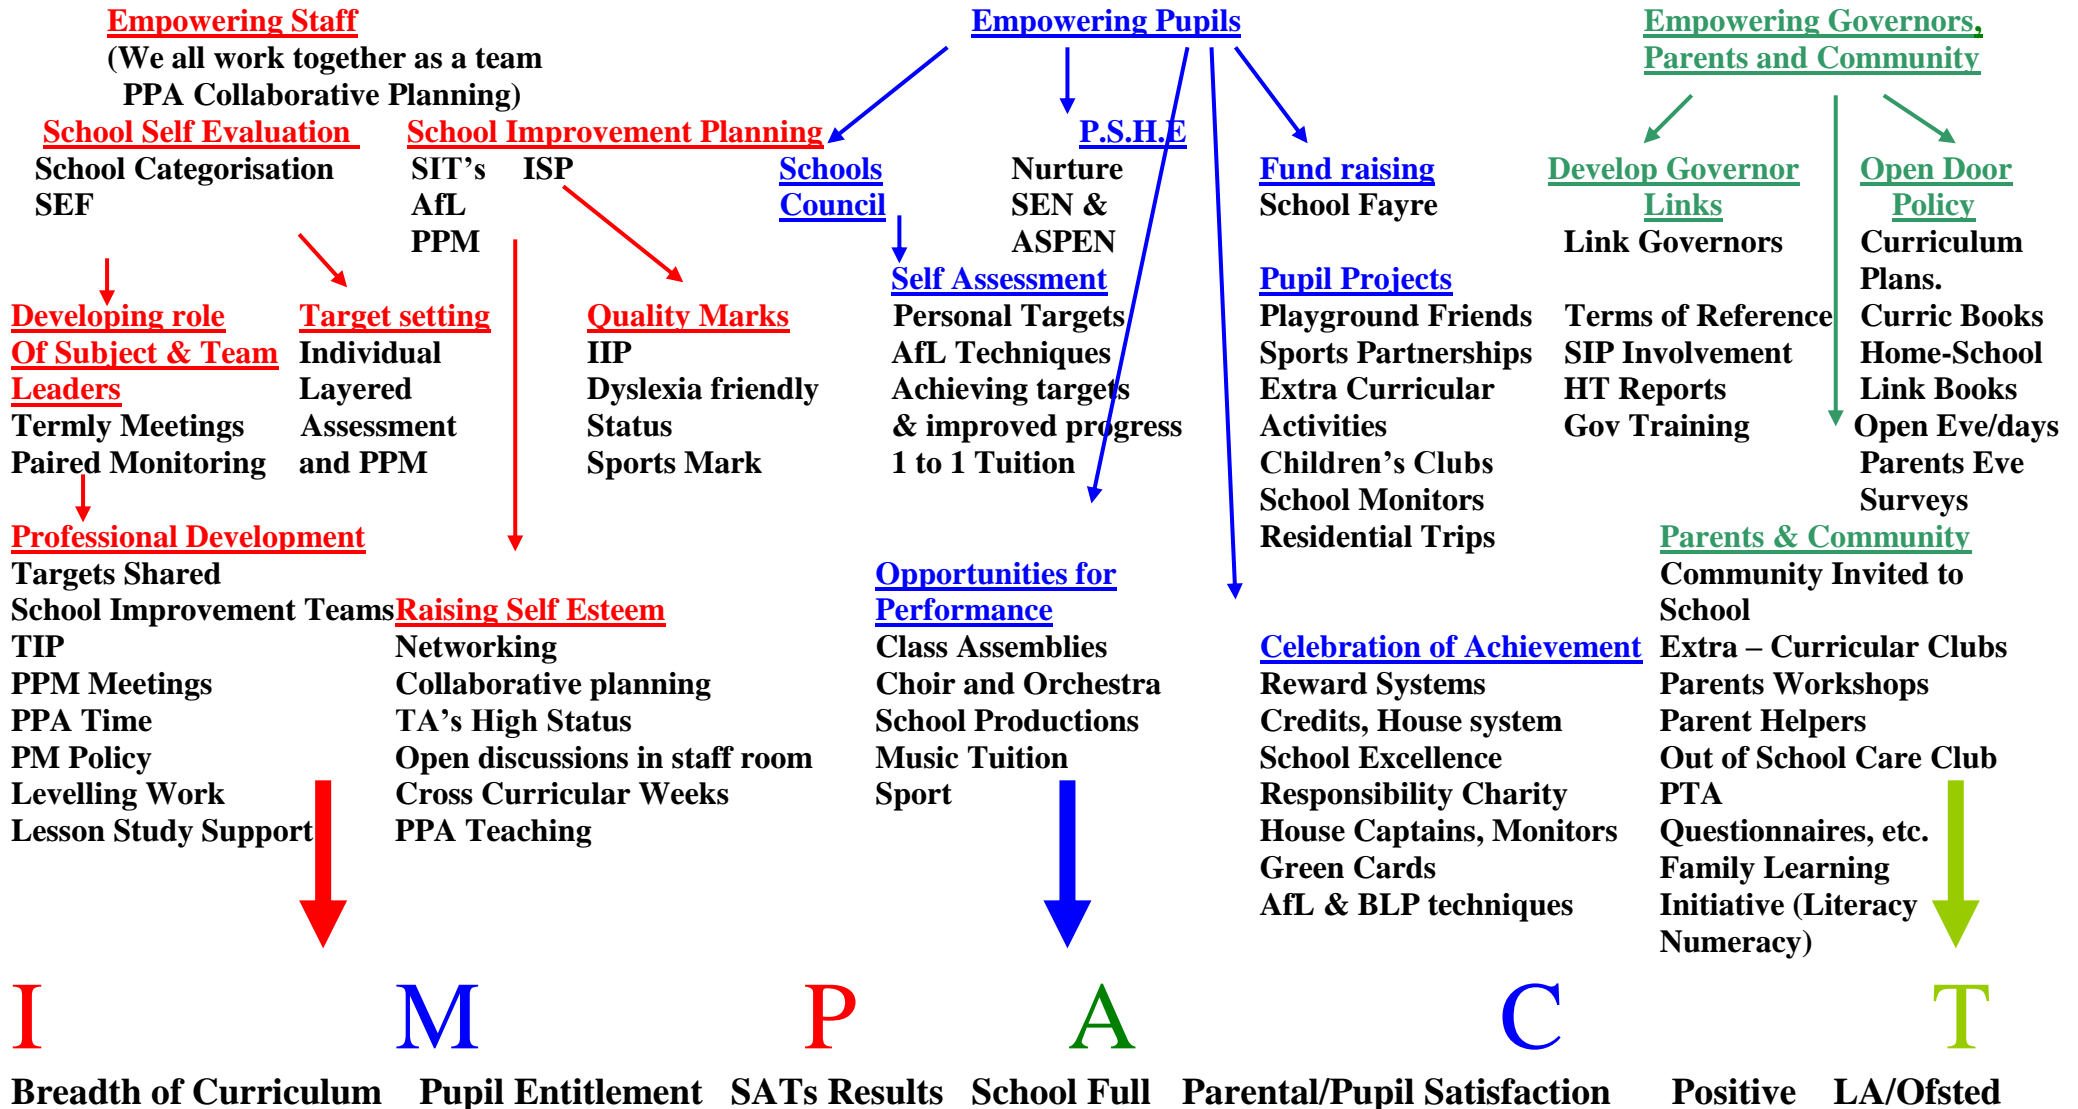 Empowering Staff
(We all work together as a team
PPA Collaborative Planning)
School Self Evaluation
School Categorisation
SEF
School Improvement Planning
SIT's ISP
AfL
PPM
Developing role
Of Subject & Team
Leaders
Termly Meetings
Paired Monitoring
Target setting
Individual
Layered
Assessment
and PPM
Quality Marks
IIP
Dyslexia friendly
Status
Sports Mark
Professional Development
Targets Shared
School Improvement Teams
TIP
PPM Meetings
PPA Time
PM Policy
Levelling Work
Lesson Study Support
Raising Self Esteem
Networking
Collaborative planning
TA's High Status
Open discussions in staff room
Cross Curricular Weeks
PPA Teaching
Empowering Pupils
Schools
Council
P.S.H.E
Nurture
SEN &
ASPEN
Fund raising
School Fayre
Self Assessment
Personal Targets
AfL Techniques
Achieving targets
& improved progress
1 to 1 Tuition
Pupil Projects
Playground Friends
Sports Partnerships
Extra Curricular
Activities
Children's Clubs
School Monitors
Residential Trips
Opportunities for
Performance
Class Assemblies
Choir and Orchestra
School Productions
Music Tuition
Sport
Celebration of Achievement
Reward Systems
Credits, House system
School Excellence
Responsibility Charity
House Captains, Monitors
Green Cards
AfL & BLP techniques
Empowering Governors,
Parents and Community
Develop Governor
Links
Link Governors
Terms of Reference
SIP Involvement
HT Reports
Gov Training
Open Door
Policy
Curriculum
Plans.
Curric Books
Home-School
Link Books
Open Eve/days
Parents Eve
Surveys
Parents & Community
Community Invited to
School
Extra – Curricular Clubs
Parents Workshops
Parent Helpers
Out of School Care Club
PTA
Questionnaires, etc.
Family Learning
Initiative (Literacy
Numeracy)
I M P A C T
Breadth of Curriculum Pupil Entitlement SATs Results School Full Parental/Pupil Satisfaction Positive LA/Ofsted